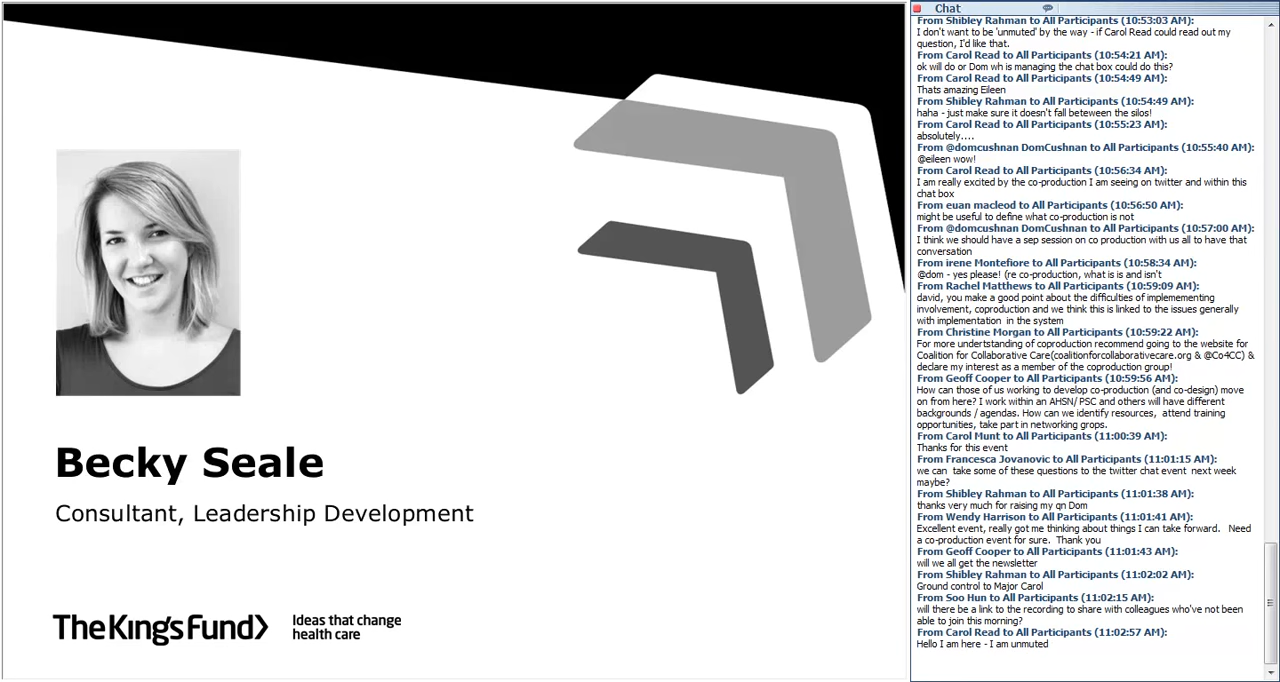 Becky Seale
Consultant, Leadership Development
TheKing'sFund
Ideas that change
health care
Chat
From Shibley Rahman to All Participants (10:53:03 AM):
I don't want to be 'unmuted' by the way - if Carol Read could read out my
question, I'd like that.
From Carol Read to All Participants (10:54:21 AM):
ok will do or Dom wh is managing the chat box could do this?
From Carol Read to All Participants (10:54:49 AM):
Thats amazing Eileen
From Shibley Rahman to All Participants (10:54:49 AM):
haha - just make sure it doesn't fall beteween the silos!
From Carol Read to All Participants (10:55:23 AM):
absolutely....
From @domcushnan DomCushnan to All Participants (10:55:40 AM):
@eileen wow!
From Carol Read to All Participants (10:56:34 AM):
I am really excited by the co-production I am seeing on twitter and within this
chat box
From euan macleod to All Participants (10:56:50 AM):
might be useful to define what co-production is not
From @domcushnan DomCushnan to All Participants (10:57:00 AM):
I think we should have a sep session on co production with us all to have that
conversation
From irene Montefiore to All Participants (10:58:34 AM):
@dom - yes please! (re co-production, what is is and isn't
From Rachel Matthews to All Participants (10:59:09 AM):
david, you make a good point about the difficulties of implemementing
involvement, coproduction and we think this is linked to the issues generally
with implementation in the system
From Christine Morgan to All Participants (10:59:22 AM):
For more undertstanding of coproduction recommend going to the website for
Coalition for Collaborative Care(coalitionforcollaborativecare.org & @Co4CC) &
declare my interest as a member of the coproduction group!
From Geoff Cooper to All Participants (10:59:56 AM):
How can those of us working to develop co-production (and co-design) move
on from here? I work within an AHSN/ PSC and others will have different
backgrounds / agendas. How can we identify resources, attend training
opportunities, take part in networking grops.
From Carol Munt to All Participants (11:00:39 AM):
Thanks for this event
From Francesca Jovanovic to All Participants (11:01:15 AM):
we can take some of these questions to the twitter chat event next week
maybe?
From Shibley Rahman to All Participants (11:01:38 AM):
thanks very much for raising my qn Dom
From Wendy Harrison to All Participants (11:01:41 AM):
Excellent event, really got me thinking about things I can take forward. Need
a co-production event for sure. Thank you
From Geoff Cooper to All Participants (11:01:43 AM):
will we all get the newsletter
From Shibley Rahman to All Participants (11:02:02 AM):
Ground control to Major Carol
From Soo Hun to All Participants (11:02:15 AM):
will there be a link to the recording to share with colleagues who've not been
able to join this morning?
From Carol Read to All Participants (11:02:57 AM):
Hello I am here - I am unmuted